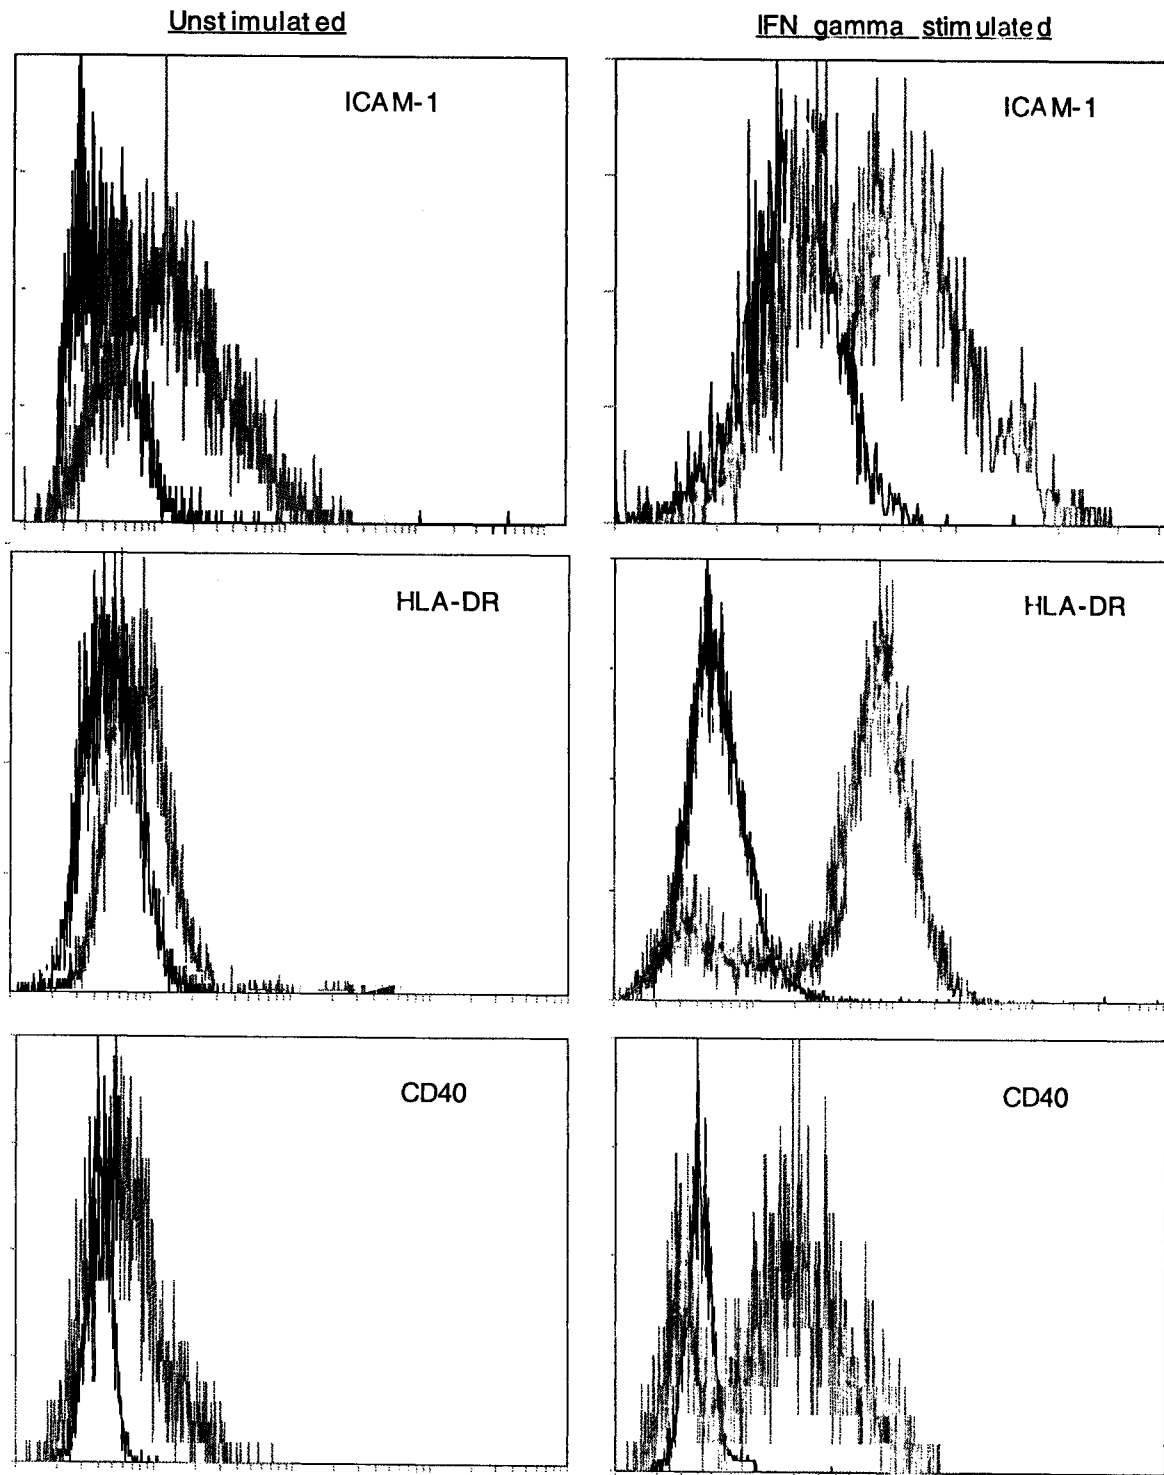 Unstimulated
IFN gamma stimulated
ICAM-1
ICAM-1
HLA-DR
HLA-DR
CD40
CD40